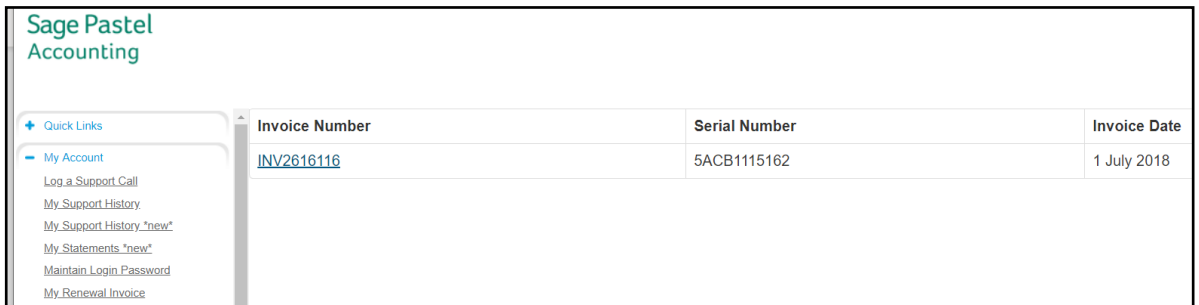 Sage Pastel
Accounting
Quick Links
My Account
Log a Support Call
My Support History
My Support History *new*
My Statements *new*
Maintain Login Password
My Renewal Invoice
Invoice Number Serial Number Invoice Date
INV2616116 5ACB1115162 1 July 2018